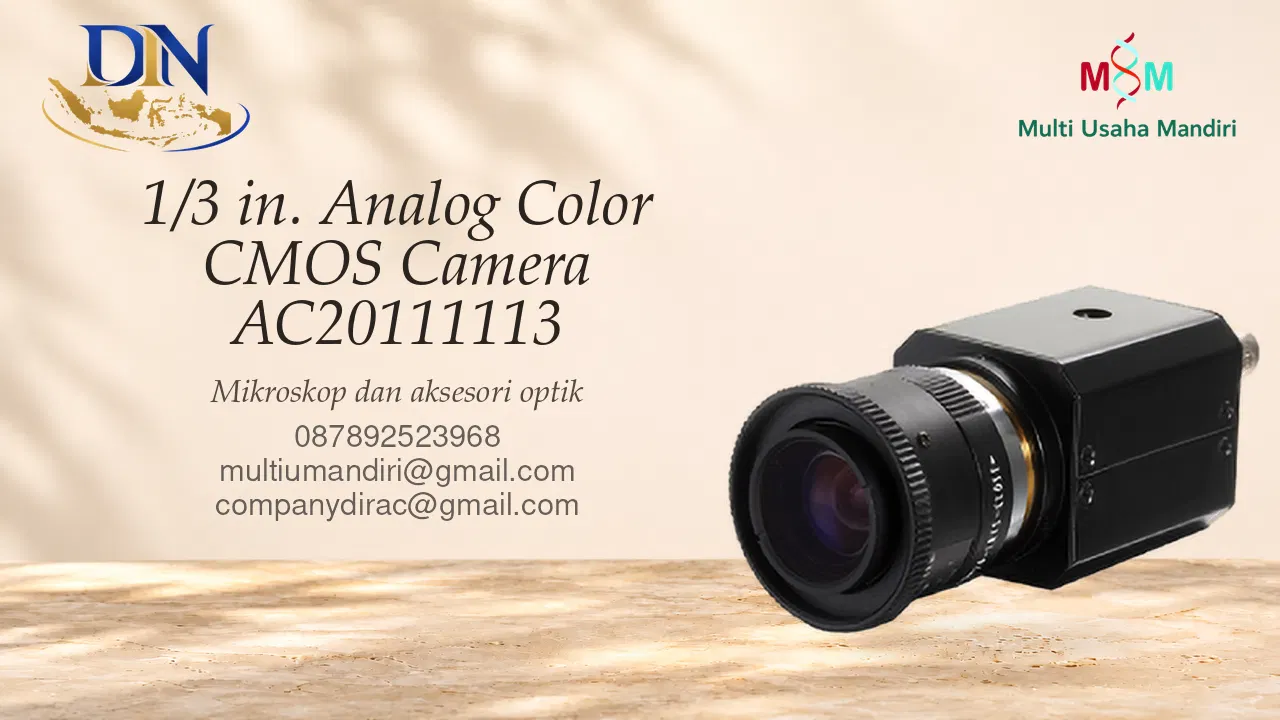 DIN
M M
Multi Usaha Mandiri
1/3 in. Analog Color
CMOS Camera
AC20111113
Mikroskop dan aksesori optik
087892523968
multiumandiri@gmail.com
companydirac@gmail.com